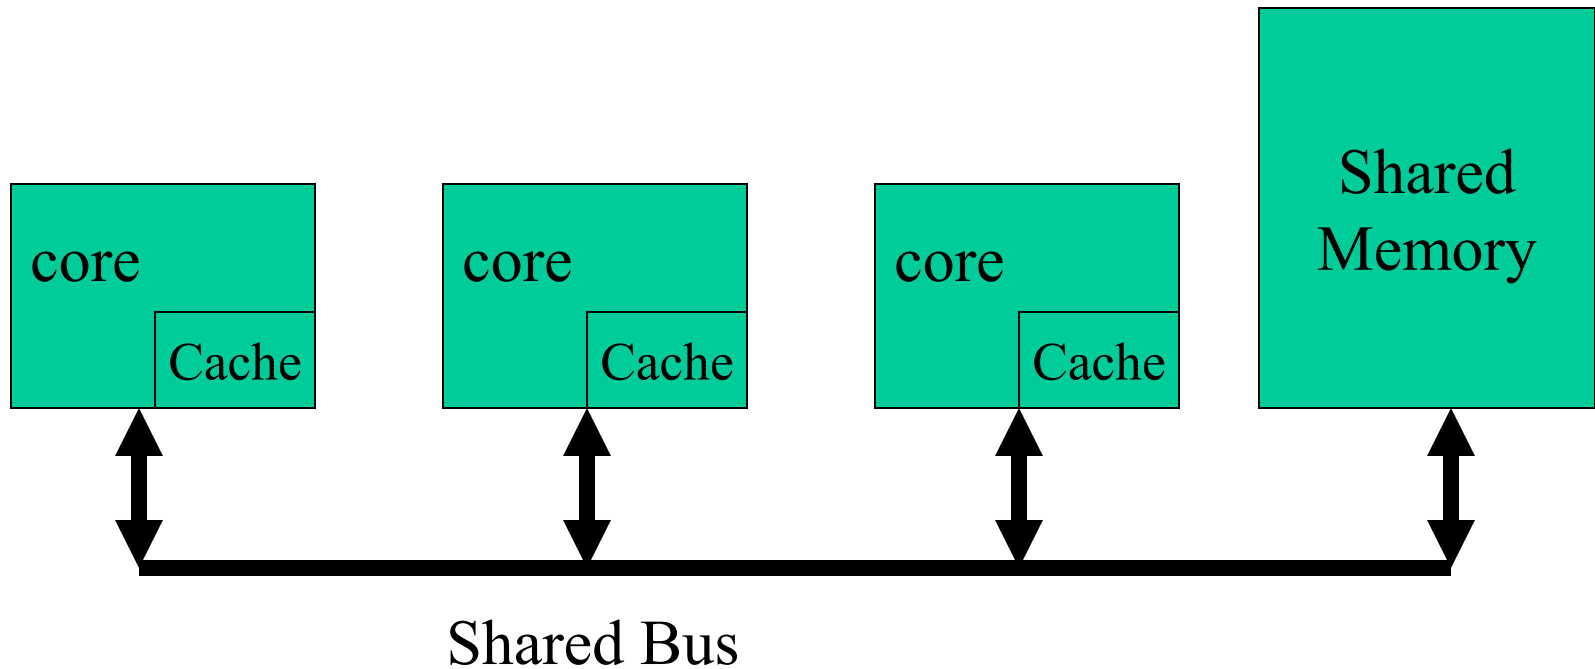 Shared
Memory
core
core
core
Cache
Cache
Cache
Shared Bus